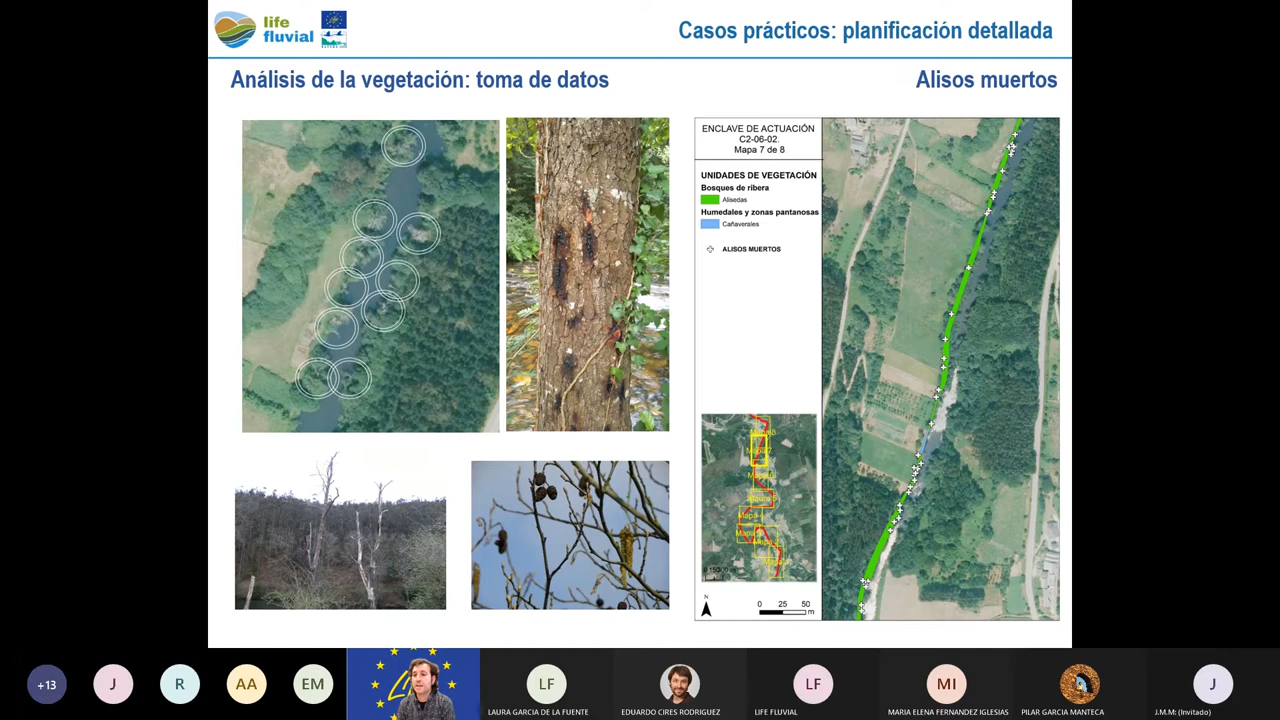 life
fluvial
Casos prácticos: planificación detallada
Análisis de la vegetación: toma de datos
Alisos muertos
ENCLAVE DE ACTUACIÓN
C2-06-02.
Mapa 7 de 8
UNIDADES DE VEGETACIÓN
Bosques de ribera
Alisedas
Humedales y zonas pantanosas
Cañaverales
ALISOS MUERTOS
N
0 25 50
m
+13
J
R
AA
EM
LF
LAURA GARCIA DE LA FUENTE
EDUARDO CIRES RODRIGUEZ
LF
LIFE FLUVIAL
MI
MARIA ELENA FERNANDEZ IGLESIAS
PILAR GARCIA MANTECA
J
J.M.M: (Invitado)